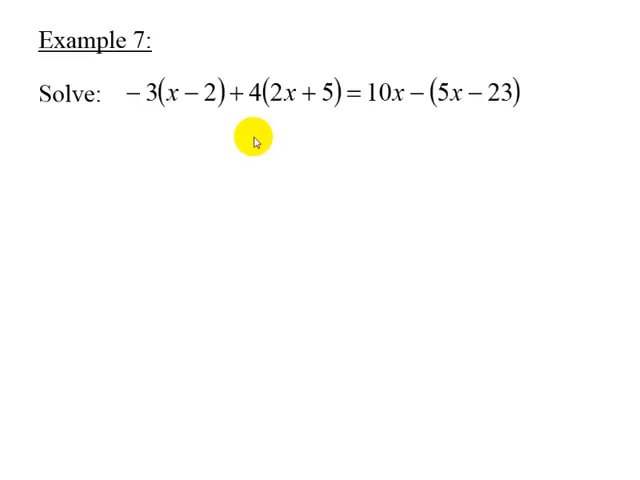 Example 7:
Solve: − 3(x − 2) + 4(2x + 5) = 10x − (5x − 23)